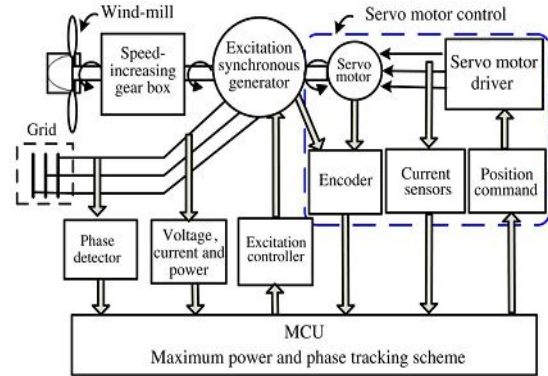 Wind-mill
Servo motor control
Speed-
increasing
gear box
Excitation
synchronous
generator
Servo
motor
Servo motor
driver
Grid
Encoder
Current
sensors
Position
command
Phase
detector
Voltage,
current and
power
Excitation
controller
MCU
Maximum power and phase tracking scheme